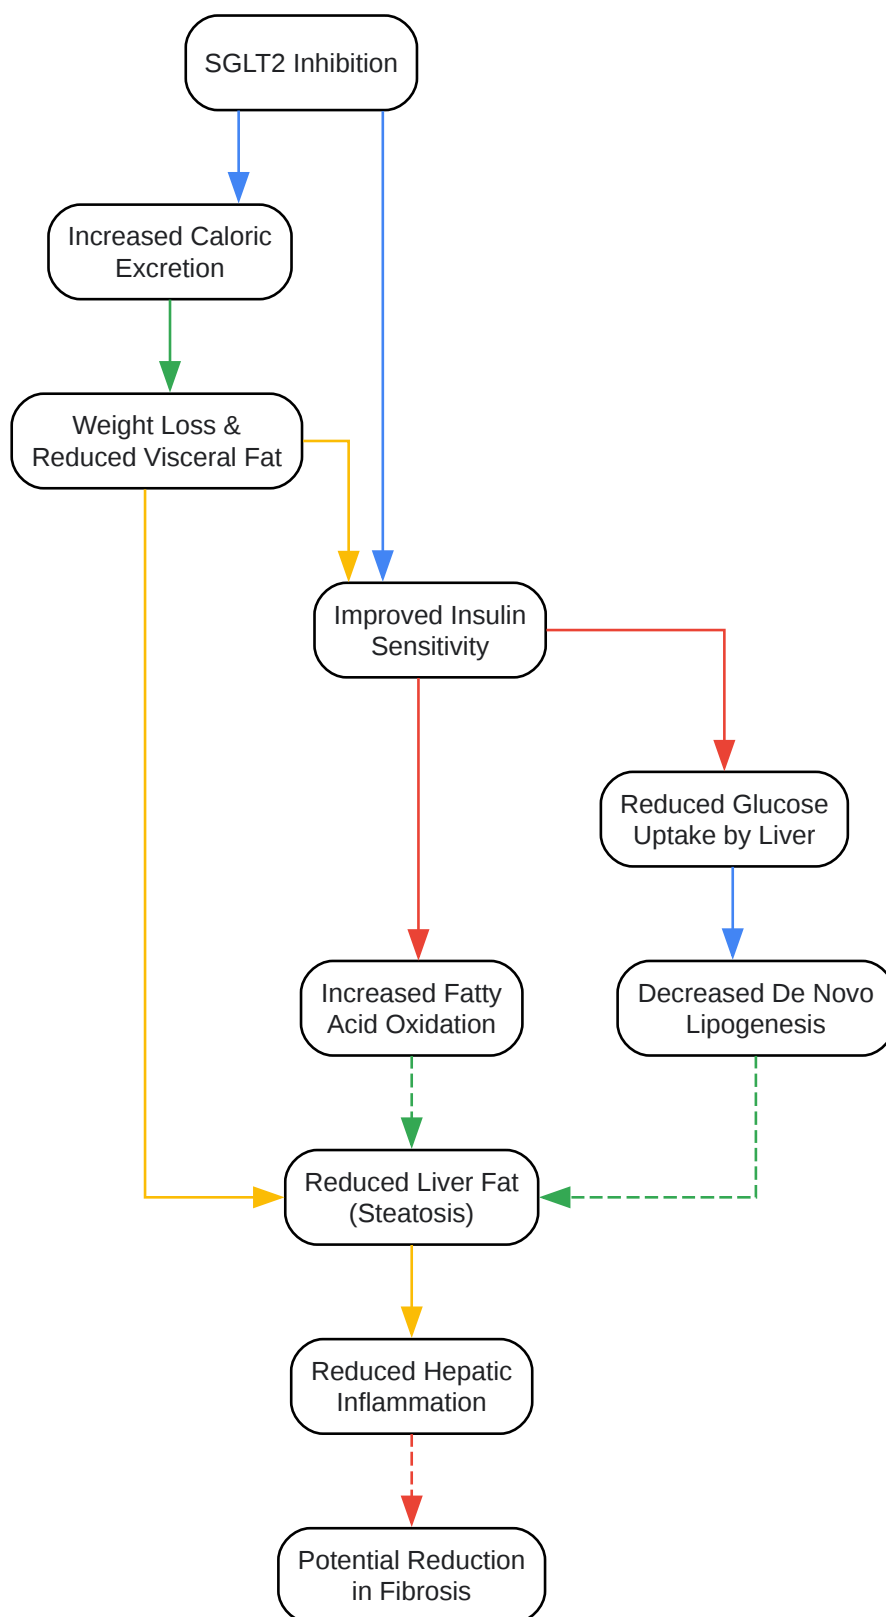 SGLT2 Inhibition
Increased Caloric
Excretion
Weight Loss &
Reduced Visceral Fat
Improved Insulin
Sensitivity
Reduced Glucose
Uptake by Liver
Increased Fatty
Acid Oxidation
Decreased De Novo
Lipogenesis
Reduced Liver Fat
(Steatosis)
Reduced Hepatic
Inflammation
Potential Reduction
in Fibrosis